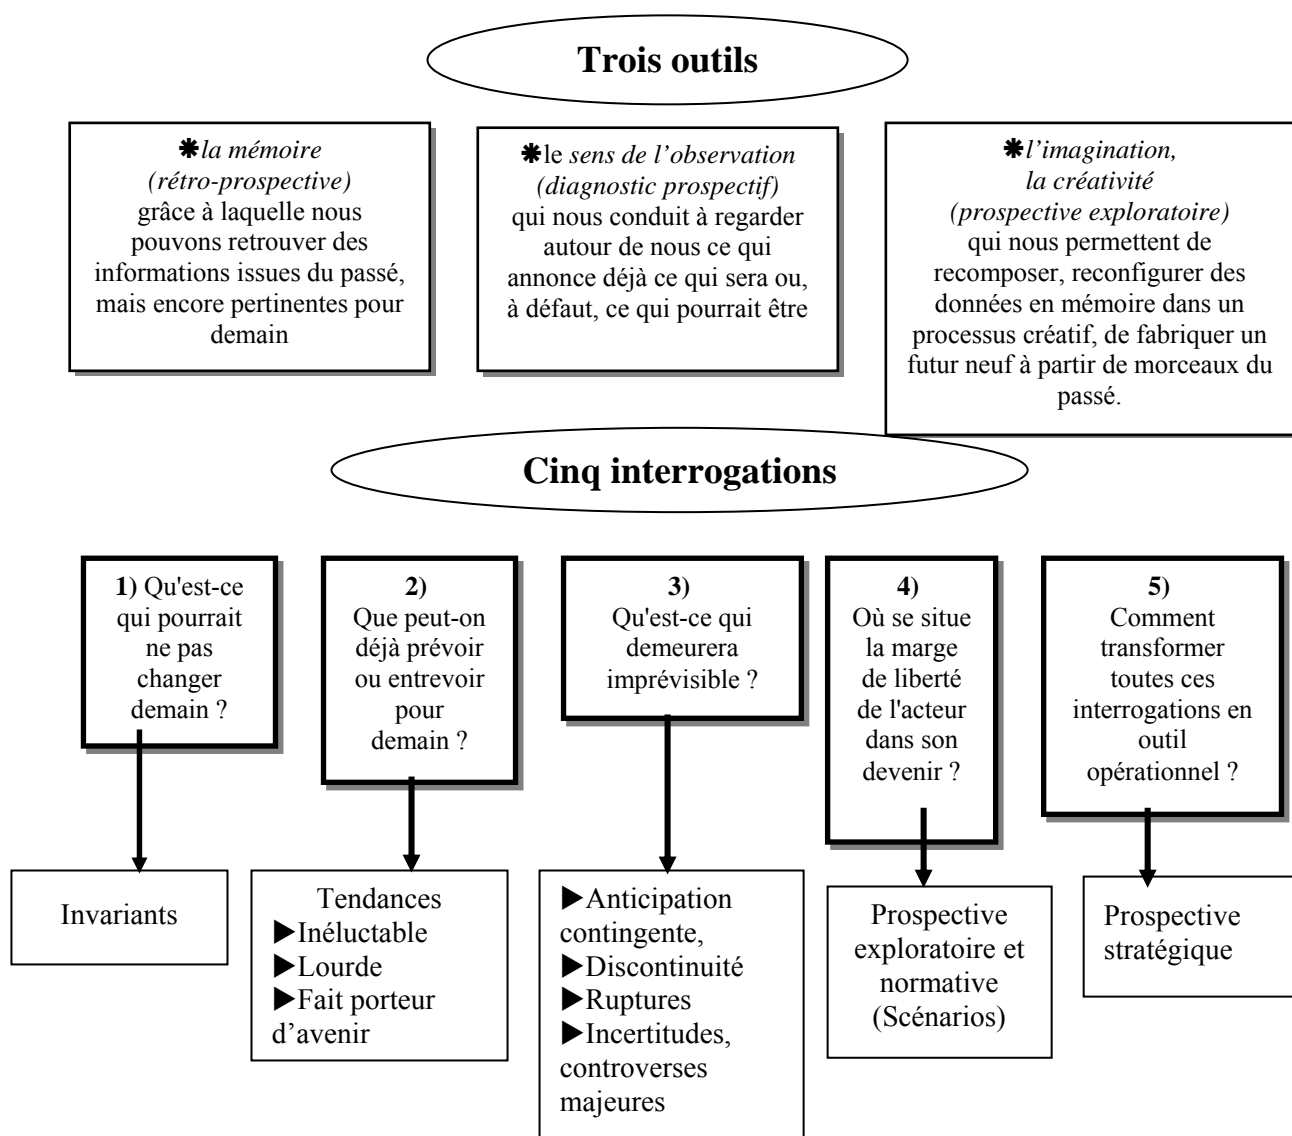 Trois outils
✱la mémoire
(rétro-prospective)
grâce à laquelle nous
pouvons retrouver des
informations issues du passé,
mais encore pertinentes pour
demain
✱le sens de l’observation
(diagnostic prospectif)
qui nous conduit à regarder
autour de nous ce qui
annonce déjà ce qui sera ou,
à défaut, ce qui pourrait être
✱l’imagination,
la créativité
(prospective exploratoire)
qui nous permettent de
recomposer, reconfigurer des
données en mémoire dans un
processus créatif, de fabriquer un
futur neuf à partir de morceaux du
passé.
Cinq interrogations
1) Qu'est-ce
qui pourrait
ne pas
changer
demain ?
2)
Que peut-on
déjà prévoir
ou entrevoir
pour
demain ?
3)
Qu'est-ce qui
demeurera
imprévisible ?
4)
Où se situe
la marge
de liberté
de l'acteur
dans son
devenir ?
5)
Comment
transformer
toutes ces
interrogations en
outil
opérationnel ?
Invariants
Tendances
▶Inéluctable
▶Lourde
▶Fait porteur
d’avenir
▶Anticipation
contingente,
▶Discontinuité
▶Ruptures
▶Incertitudes,
controverses
majeures
Prospective
exploratoire et
normative
(Scénarios)
Prospective
stratégique